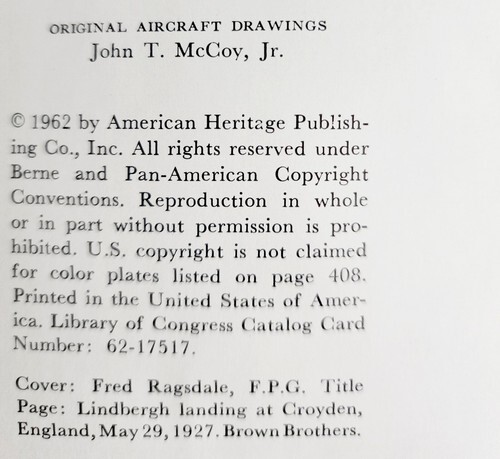 ORIGINAL AIRCRAFT DRAWINGS
John T. McCoy, Jr.
© 1962 by American Heritage Publish-
ing Co., Inc. All rights reserved under
Berne and Pan-American Copyright
Conventions. Reproduction in whole
or in part without permission is pro-
hibited. U.S. copyright is not claimed
for color plates listed on page 408.
Printed in the United States of Amer-
ica. Library of Congress Catalog Card
Number: 62-17517.
Cover: Fred Ragsdale, F.P.G. Title
Page: Lindbergh landing at Croyden,
England, May 29, 1927. Brown Brothers.